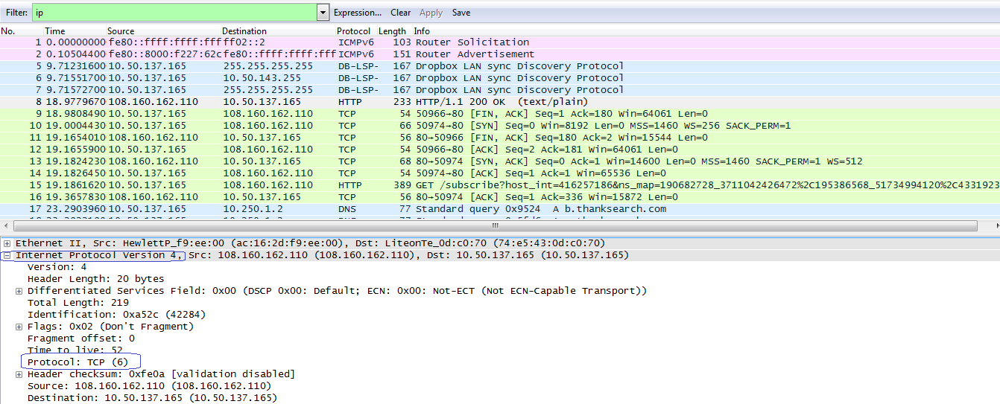 Filter: ip Expression... Clear Apply Save
No. Time Source Destination Protocol Length Info
1 0.00000000 fe80::ffff:ffff:fff ff02::2 ICMPv6 103 Router Solicitation
2 0.10504400 fe80::8000:f227:62c fe80::ffff:ffff:fff ICMPv6 151 Router Advertisement
5 9.71231600 10.50.137.165 255.255.255.255 DB-LSP- 167 Dropbox LAN sync Discovery Protocol
6 9.71551700 10.50.137.165 10.50.143.255 DB-LSP- 167 Dropbox LAN sync Discovery Protocol
7 9.71572700 10.50.137.165 255.255.255.255 DB-LSP- 167 Dropbox LAN sync Discovery Protocol
8 18.9779670 108.160.162.110 10.50.137.165 HTTP 233 HTTP/1.1 200 OK (text/plain)
9 18.9808490 10.50.137.165 108.160.162.110 TCP 54 50966→80 [FIN, ACK] Seq=1 Ack=180 Win=64061 Len=0
10 19.0004430 10.50.137.165 108.160.162.110 TCP 66 50974→80 [SYN] Seq=0 Win=8192 Len=0 MSS=1460 WS=256 SACK_PERM=1
11 19.1654010 108.160.162.110 10.50.137.165 TCP 56 80→50966 [FIN, ACK] Seq=180 Ack=2 Win=15544 Len=0
12 19.1655900 10.50.137.165 108.160.162.110 TCP 54 50966→80 [ACK] Seq=2 Ack=181 Win=64061 Len=0
13 19.1824230 108.160.162.110 10.50.137.165 TCP 68 80→50974 [SYN, ACK] Seq=0 Ack=1 Win=14600 Len=0 MSS=1460 SACK_PERM=1 WS=512
14 19.1826450 10.50.137.165 108.160.162.110 TCP 54 50974→80 [ACK] Seq=1 Ack=1 Win=65536 Len=0
15 19.1861620 10.50.137.165 108.160.162.110 HTTP 389 GET /subscribe?host_int=416257186&ns_map=190682728_3711042426472%2C195386568_51734994120%2C4331923
16 19.3657830 108.160.162.110 10.50.137.165 TCP 56 80→50974 [ACK] Seq=1 Ack=336 Win=15872 Len=0
17 23.2903960 10.50.137.165 10.250.1.2 DNS 77 Standard query 0x9524 A b.thanksearch.com
Ethernet II, Src: HewlettP_f9:ee:00 (ac:16:2d:f9:ee:00), Dst: LiteonTe_0d:c0:70 (74:e5:43:0d:c0:70)
Internet Protocol Version 4, Src: 108.160.162.110 (108.160.162.110), Dst: 10.50.137.165 (10.50.137.165)
Version: 4
Header Length: 20 bytes
Differentiated Services Field: 0x00 (DSCP 0x00: Default; ECN: 0x00: Not-ECT (Not ECN-Capable Transport))
Total Length: 219
Identification: 0xa52c (42284)
Flags: 0x02 (Don't Fragment)
Fragment offset: 0
Time to live: 52
Protocol: TCP (6)
Header checksum: 0xfe0a [validation disabled]
Source: 108.160.162.110 (108.160.162.110)
Destination: 10.50.137.165 (10.50.137.165)